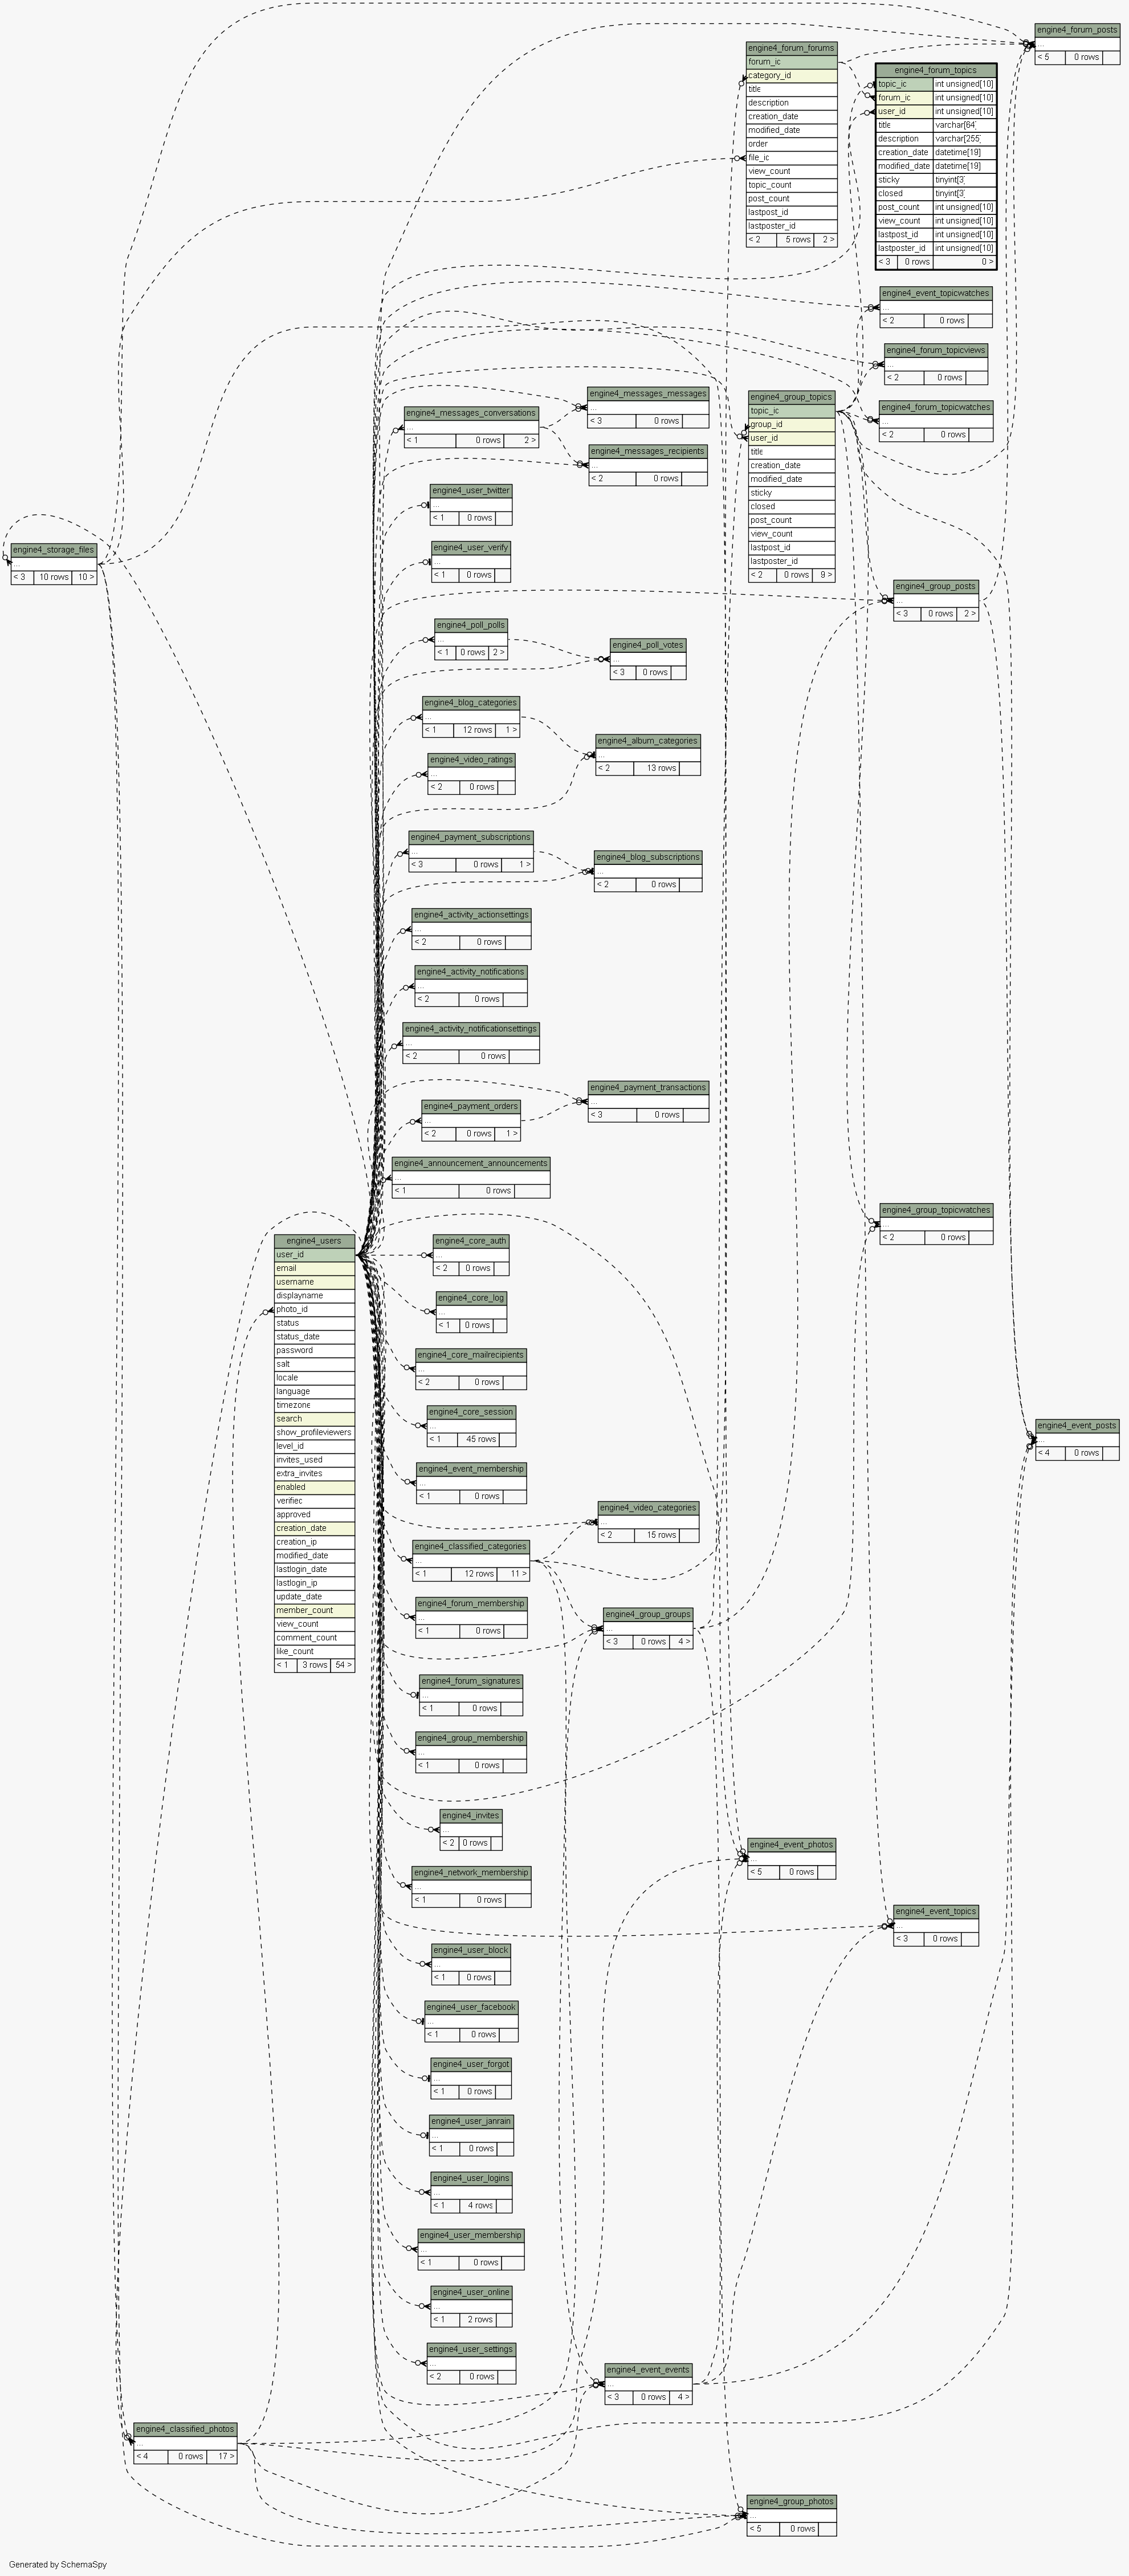 engine4_forum_posts
...
< 5 0 rows
engine4_forum_forums
forum_ic
category_id
title
description
creation_date
modified_date
order
file_ic
view_count
topic_count
post_count
lastpost_id
lastposter_id
< 2 5 rows 2 >
engine4_forum_topics
topic_ic int unsigned[10]
forum_ic int unsigned[10]
user_id int unsigned[10]
title varchar[64]
description varchar[255]
creation_date datetime[19]
modified_date datetime[19]
sticky tinyint[3]
closed tinyint[3]
post_count int unsigned[10]
view_count int unsigned[10]
lastpost_id int unsigned[10]
lastposter_id int unsigned[10]
< 3 0 rows 0 >
engine4_event_topicwatches
...
< 2 0 rows
engine4_forum_topicviews
...
< 2 0 rows
engine4_forum_topicwatches
...
< 2 0 rows
engine4_messages_messages
...
< 3 0 rows
engine4_messages_conversations
...
< 1 0 rows 2 >
engine4_messages_recipients
...
< 2 0 rows
engine4_group_topics
topic_ic
group_id
user_id
title
creation_date
modified_date
sticky
closed
post_count
view_count
lastpost_id
lastposter_id
< 2 0 rows 9 >
engine4_user_twitter
...
< 1 0 rows
engine4_user_verify
...
< 1 0 rows
engine4_storage_files
...
< 3 10 rows 10 >
engine4_group_posts
...
< 3 0 rows 2 >
engine4_poll_polls
...
< 1 0 rows 2 >
engine4_poll_votes
...
< 3 0 rows
engine4_blog_categories
...
< 1 12 rows 1 >
engine4_album_categories
...
< 2 13 rows
engine4_video_ratings
...
< 2 0 rows
engine4_payment_subscriptions
...
< 3 0 rows 1 >
engine4_blog_subscriptions
...
< 2 0 rows
engine4_activity_actionsettings
...
< 2 0 rows
engine4_activity_notifications
...
< 2 0 rows
engine4_activity_notificationsettings
...
< 2 0 rows
engine4_payment_transactions
...
< 3 0 rows
engine4_payment_orders
...
< 2 0 rows 1 >
engine4_announcement_announcements
...
< 1 0 rows
engine4_group_topicwatches
...
< 2 0 rows
engine4_users
user_id
email
username
displayname
photo_id
status
status_date
password
salt
locale
language
timezone
search
show_profileviewers
level_id
invites_used
extra_invites
enabled
verifiec
approved
creation_date
creation_ip
modified_date
lastlogin_date
lastlogin_ip
update_date
member_count
view_count
comment_count
like_count
< 1 3 rows 54 >
engine4_core_auth
...
< 2 0 rows
engine4_core_log
...
< 1 0 rows
engine4_core_mailrecipients
...
< 2 0 rows
engine4_core_session
...
< 1 45 rows
engine4_event_posts
...
< 4 0 rows
engine4_event_membership
...
< 1 0 rows
engine4_video_categories
...
< 2 15 rows
engine4_classified_categories
...
< 1 12 rows 11 >
engine4_forum_membership
...
< 1 0 rows
engine4_group_groups
...
< 3 0 rows 4 >
engine4_forum_signatures
...
< 1 0 rows
engine4_group_membership
...
< 1 0 rows
engine4_invites
...
< 2 0 rows
engine4_event_photos
...
< 5 0 rows
engine4_network_membership
...
< 1 0 rows
engine4_event_topics
...
< 3 0 rows
engine4_user_block
...
< 1 0 rows
engine4_user_facebook
...
< 1 0 rows
engine4_user_forgot
...
< 1 0 rows
engine4_user_janrain
...
< 1 0 rows
engine4_user_logins
...
< 1 4 rows
engine4_user_membership
...
< 1 0 rows
engine4_user_online
...
< 1 2 rows
engine4_user_settings
...
< 2 0 rows
engine4_event_events
...
< 3 0 rows 4 >
engine4_classified_photos
...
< 4 0 rows 17 >
engine4_group_photos
...
< 5 0 rows
Generated by SchemaSpy